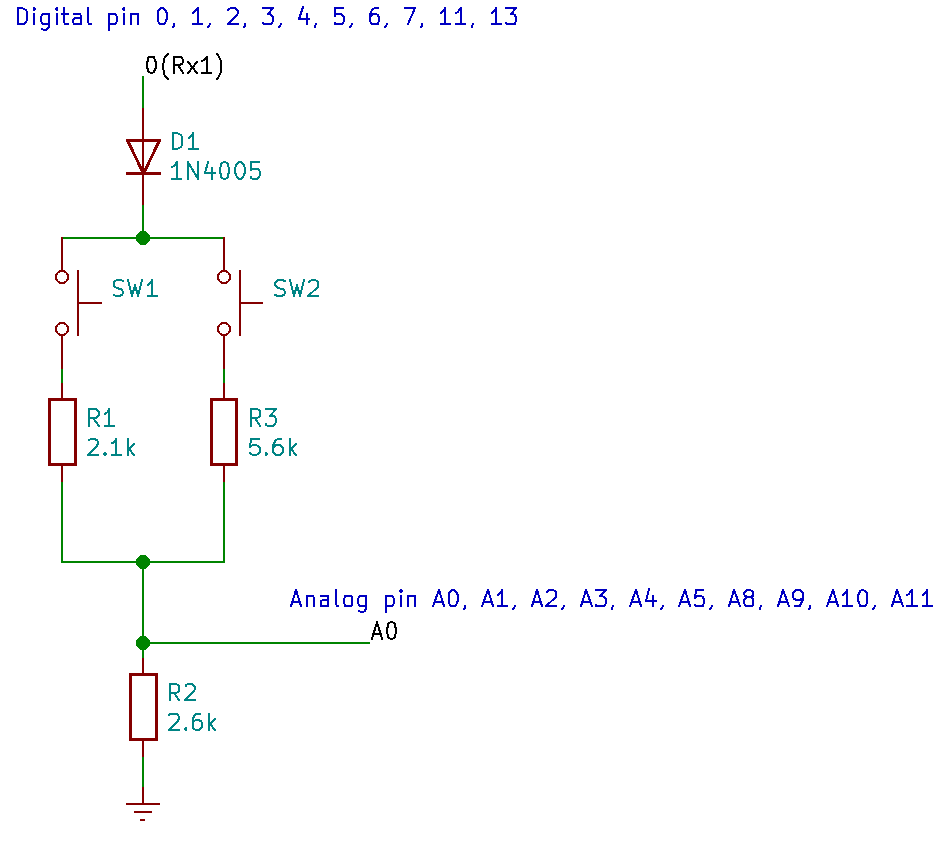 Digital pin 0, 1, 2, 3, 4, 5, 6, 7, 11, 13
0(Rx1)
D1
1N4005
SW1
SW2
R1
2.1k
R3
5.6k
Analog pin A0, A1, A2, A3, A4, A5, A8, A9, A10, A11
A0
R2
2.6k